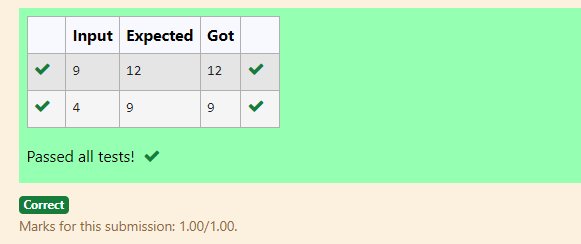 Input Expected Got
9 12 12
4 9 9
Passed all tests!
Correct
Marks for this submission: 1.00/1.00.